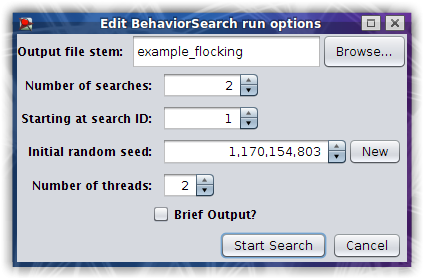 Edit BehaviorSearch run options
Output file stem: example_flocking Browse...
Number of searches: 2
Starting at search ID: 1
Initial random seed: 1,170,154,803 New
Number of threads: 2
Brief Output?
Start Search Cancel